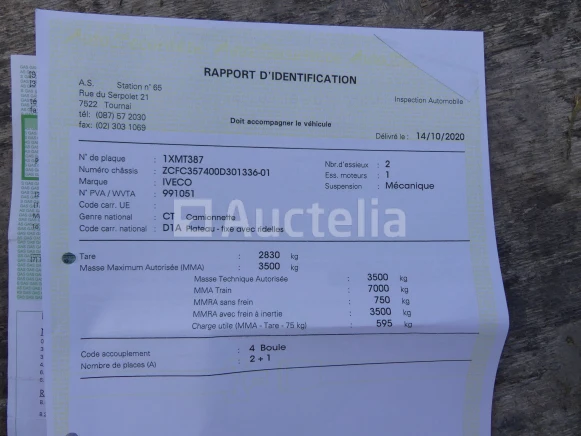 RAPPORT D'IDENTIFICATION
A.S. Station n° 65
Rue du Serpolet 21
7522 Tournai
tél: (087) 57 2030
fax: (02) 303 1069
Inspection Automobile
Doit accompagner le véhicule
Délivré le : 14/10/2020
N° de plaque : 1XMT387
Numéro châssis : ZCFC357400D301336-01
Marque : IVECO
N° PVA / WVTA : 991051
Code carr. UE :
Genre national : CT Camionnette
Code carr. national : D1A Plateau - fixe avec ridelles
Nbr.d'essieux : 2
Ess. moteurs : 1
Suspension : Mécanique
Auctelia
Tare : 2830 kg
Masse Maximum Autorisée (MMA) : 3500 kg
Masse Technique Autorisée : 3500 kg
MMA Train : 7000 kg
MMRA sans frein : 750 kg
MMRA avec frein à inertie : 3500 kg
Charge utile (MMA - Tare - 75 kg) : 595 kg
Code accouplement : 4 Boule
Nombre de places (A) : 2 + 1